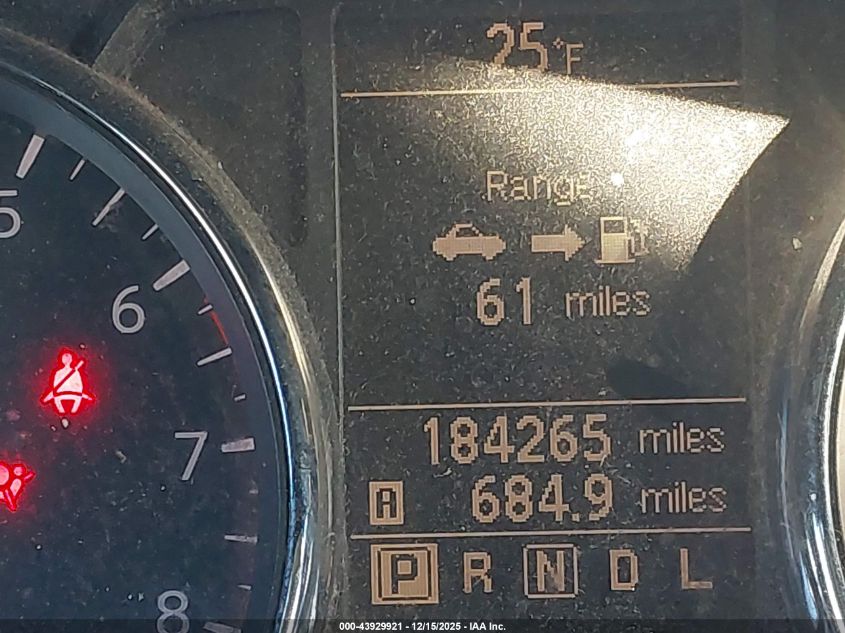 25°F
Range
61 miles
184265 miles
A 684.9 miles
P R N D L
5
6
7
8
000-43929921 - 12/15/2025 - IAA Inc.